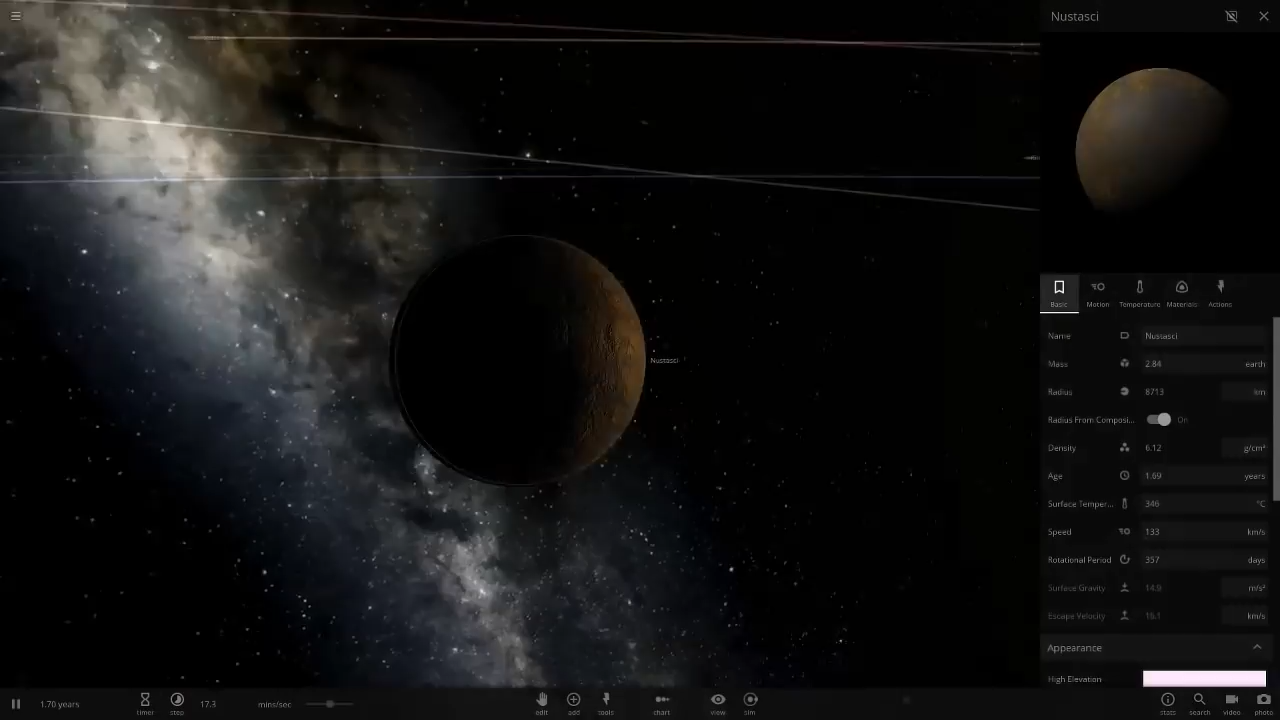 Nustasci
Nustasci
Basic
Motion
Temperature
Materials
Actions
Name Nustasci
Mass 2.84 earth
Radius 8713 km
Radius From Composi... On
Density 6.12 g/cm³
Age 1.69 years
Surface Temper... 346 °C
Speed 133 km/s
Rotational Period 357 days
Surface Gravity 14.9 m/s²
Escape Velocity 16.1 km/s
Appearance
High Elevation
1.70 years
timer
step
17.3 mins/sec
edit
add
tools
chart
view
sim
stats
search
video
photo